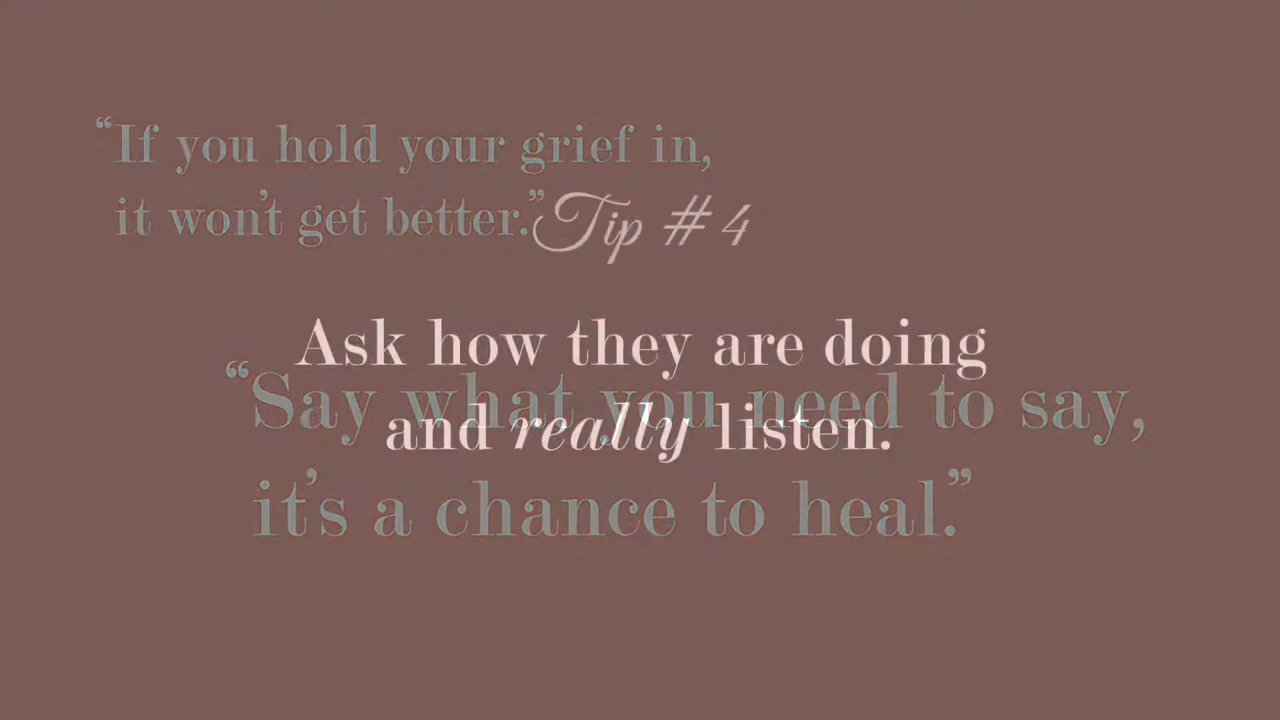 “If you hold your grief in,
it won’t get better.”
Tip # 4
Ask how they are doing
“Say what you need to say,
and really listen.
it’s a chance to heal.”